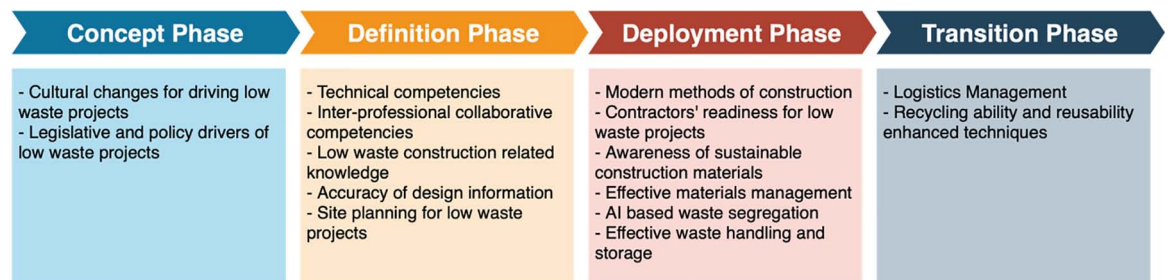 Concept Phase
Definition Phase
Deployment Phase
Transition Phase
- Cultural changes for driving low
waste projects
- Legislative and policy drivers of
low waste projects
- Technical competencies
- Inter-professional collaborative
competencies
- Low waste construction related
knowledge
- Accuracy of design information
- Site planning for low waste
projects
- Modern methods of construction
- Contractors' readiness for low
waste projects
- Awareness of sustainable
construction materials
- Effective materials management
- AI based waste segregation
- Effective waste handling and
storage
- Logistics Management
- Recycling ability and reusability
enhanced techniques